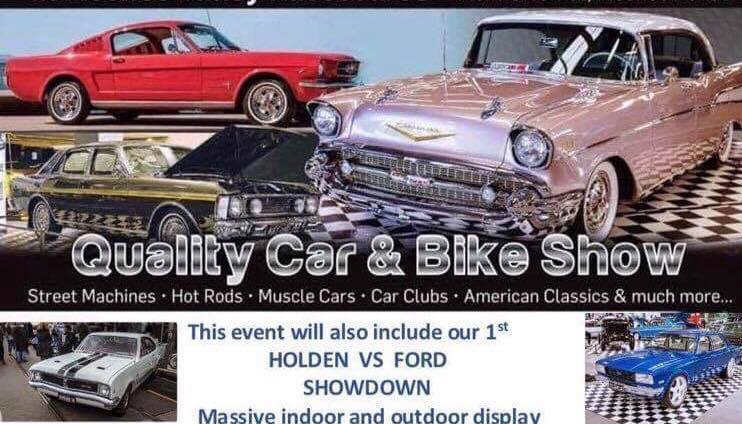 Quality Car & Bike Show
Street Machines • Hot Rods • Muscle Cars • Car Clubs • American Classics & much more...
This event will also include our 1st
HOLDEN VS FORD
SHOWDOWN
Massive indoor and outdoor display